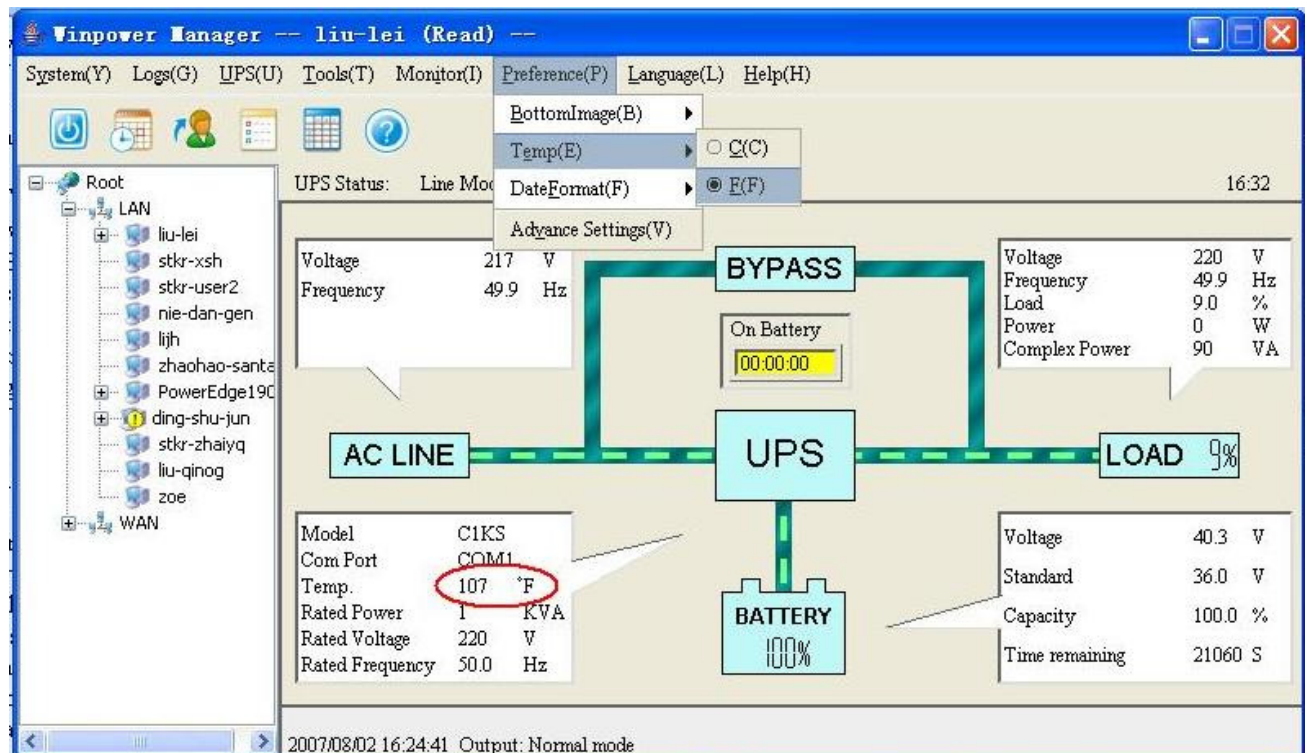 Winpower Manager -- liu-lei (Read) --
System(Y) Logs(G) UPS(U) Tools(T) Monitor(I) Preference(P) Language(L) Help(H)
BottomImage(B)
Temp(E)
C(C)
DateFormat(F)
F(F)
Advance Settings(V)
Root
LAN
liu-lei
stkr-xsh
stkr-user2
nie-dan-gen
lijh
zhaohao-santa
PowerEdge190
ding-shu-jun
stkr-zhaiyq
liu-qinog
zoe
WAN
UPS Status: Line Mod
16:32
Voltage 217 V
Frequency 49.9 Hz
BYPASS
On Battery
00:00:00
Voltage 220 V
Frequency 49.9 Hz
Load 9.0 %
Power 0 W
Complex Power 90 VA
AC LINE
UPS
LOAD 9%
Model C1KS
Com Port COM1
Temp. 107 °F
Rated Power 1 KVA
Rated Voltage 220 V
Rated Frequency 50.0 Hz
BATTERY
100%
Voltage 40.3 V
Standard 36.0 V
Capacity 100.0 %
Time remaining 21060 S
2007/08/02 16:24:41 Output: Normal mode